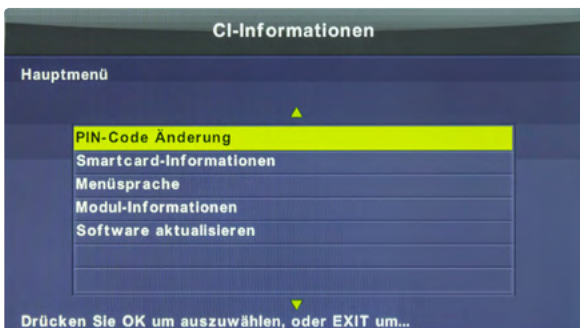 CI-Informationen
Hauptmenü
PIN-Code Änderung
Smartcard-Informationen
Menüsprache
Modul-Informationen
Software aktualisieren
Drücken Sie OK um auszuwählen, oder EXIT um...